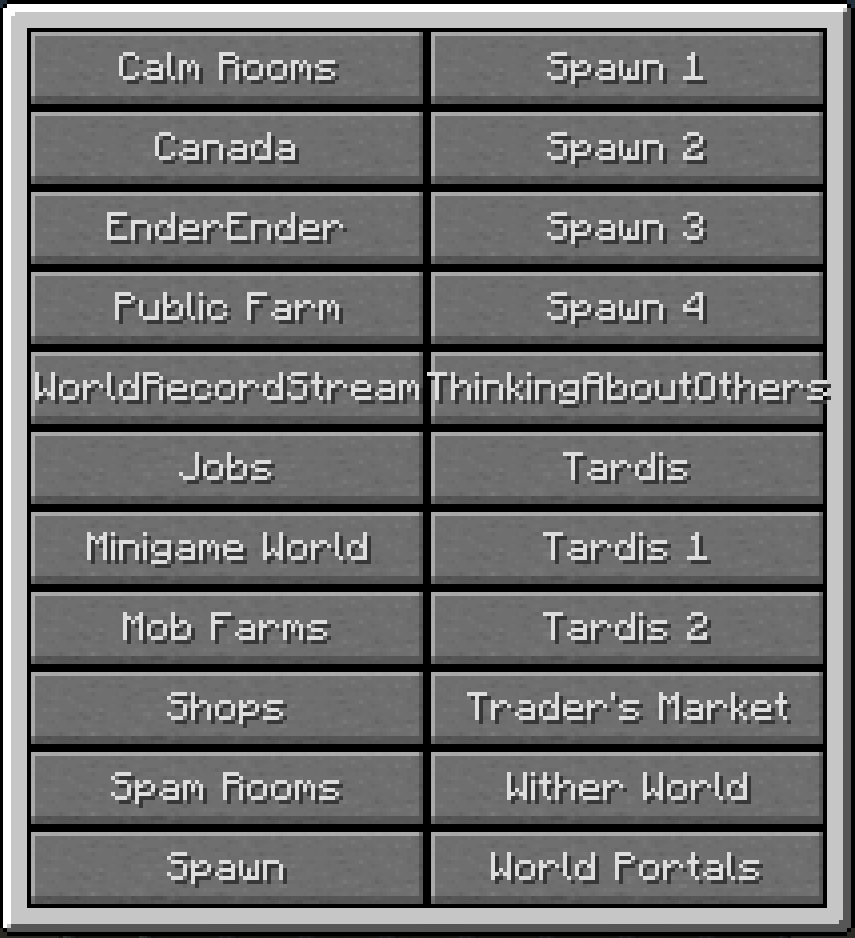 Calm Rooms
Spawn 1
Canada
Spawn 2
EnderEnder
Spawn 3
Public Farm
Spawn 4
WorldRecordStream
ThinkingAboutOthers
Jobs
Tardis
Minigame World
Tardis 1
Mob Farms
Tardis 2
Shops
Trader's Market
Spam Rooms
Wither World
Spawn
World Portals